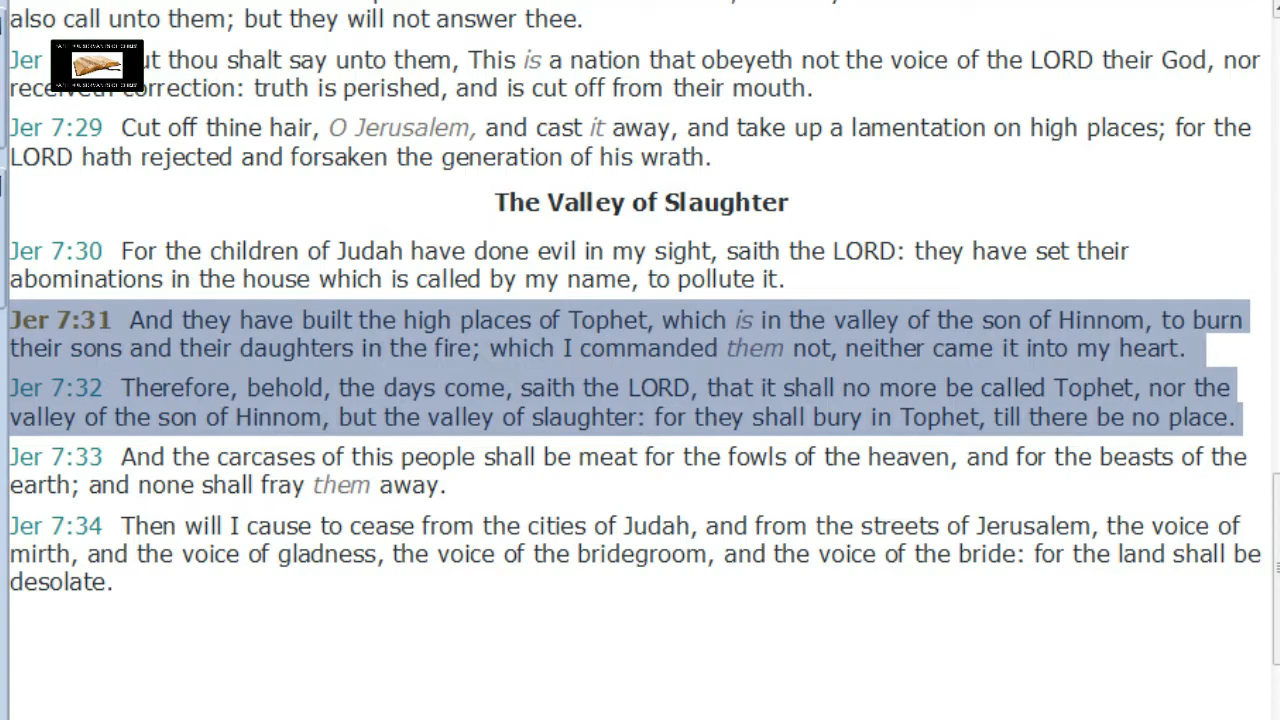 also call unto them; but they will not answer thee.
Jer ut thou shalt say unto them, This is a nation that obeyeth not the voice of the LORD their God, nor
receiveth correction: truth is perished, and is cut off from their mouth.
Jer 7:29 Cut off thine hair, O Jerusalem, and cast it away, and take up a lamentation on high places; for the
LORD hath rejected and forsaken the generation of his wrath.
The Valley of Slaughter
Jer 7:30 For the children of Judah have done evil in my sight, saith the LORD: they have set their
abominations in the house which is called by my name, to pollute it.
Jer 7:31 And they have built the high places of Tophet, which is in the valley of the son of Hinnom, to burn
their sons and their daughters in the fire; which I commanded them not, neither came it into my heart.
Jer 7:32 Therefore, behold, the days come, saith the LORD, that it shall no more be called Tophet, nor the
valley of the son of Hinnom, but the valley of slaughter: for they shall bury in Tophet, till there be no place.
Jer 7:33 And the carcases of this people shall be meat for the fowls of the heaven, and for the beasts of the
earth; and none shall fray them away.
Jer 7:34 Then will I cause to cease from the cities of Judah, and from the streets of Jerusalem, the voice of
mirth, and the voice of gladness, the voice of the bridegroom, and the voice of the bride: for the land shall be
desolate.